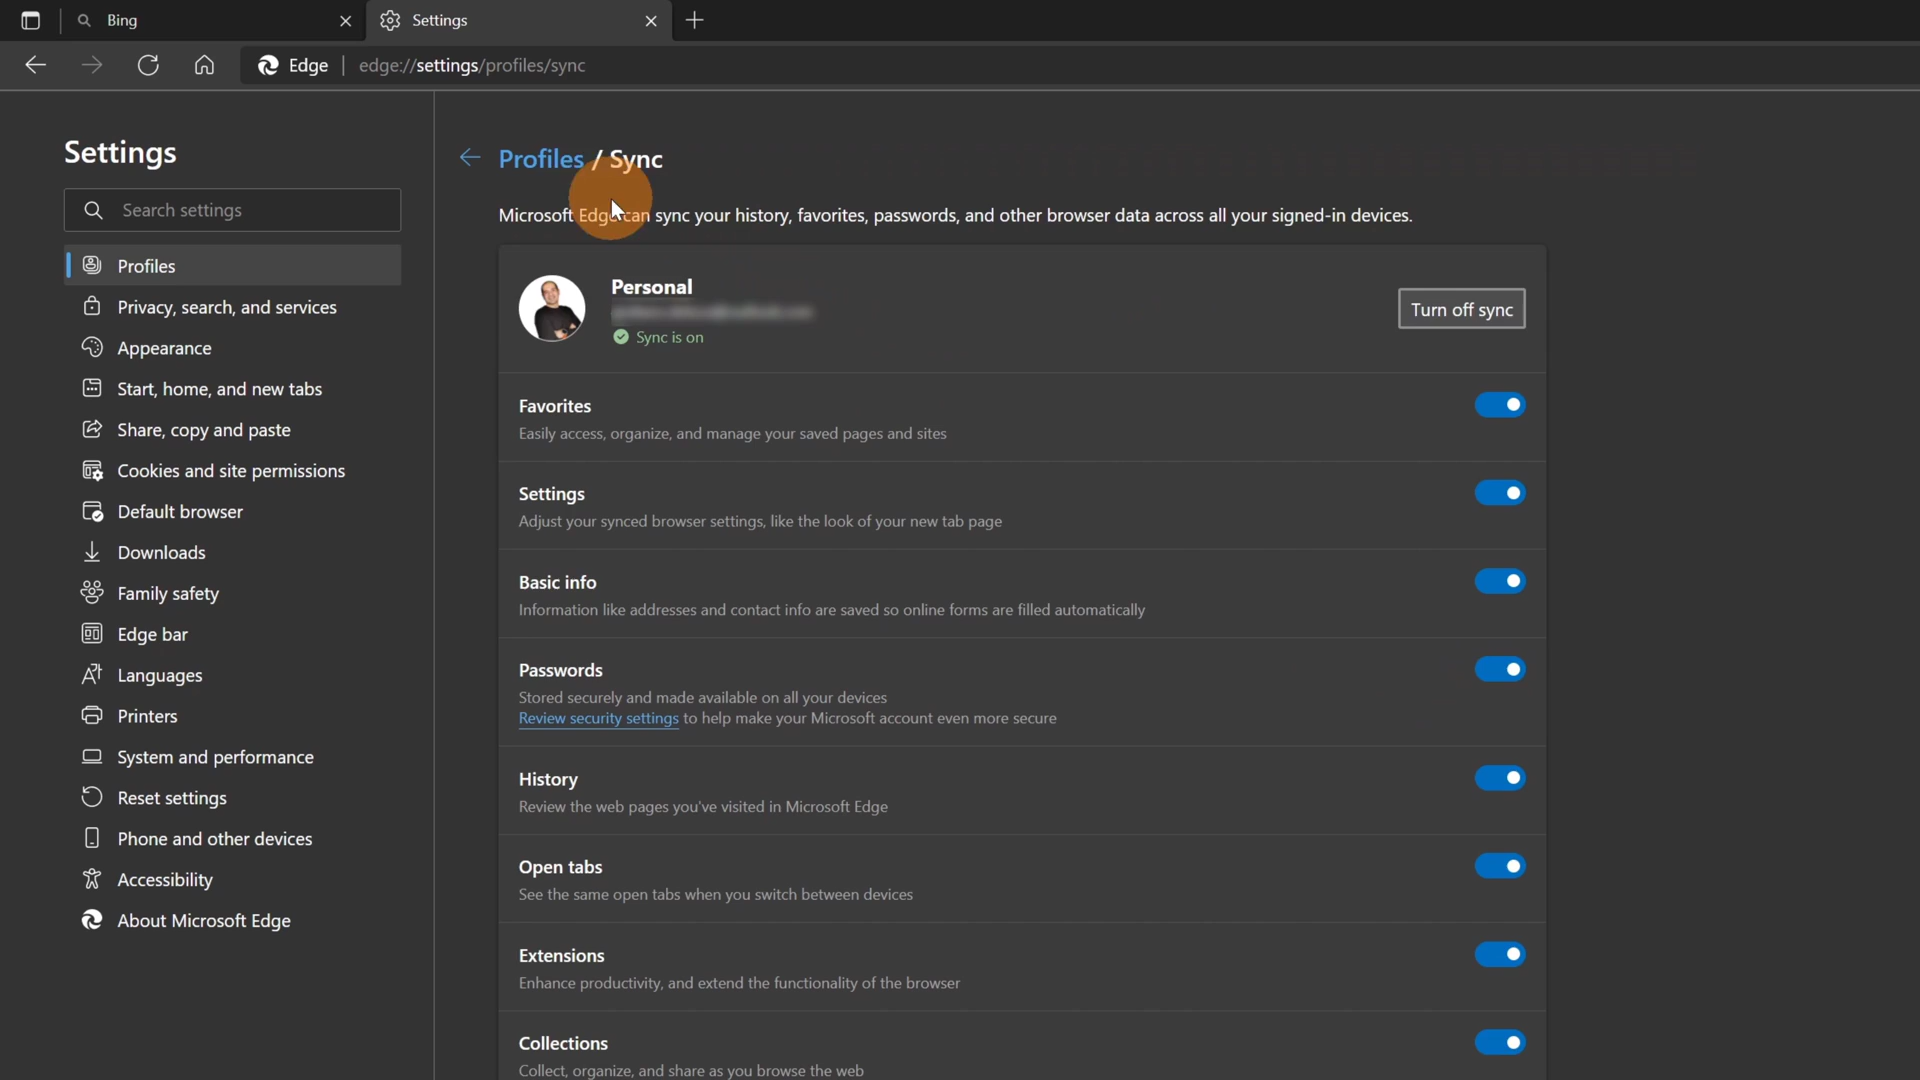 Bing
Settings
Edge
edge://settings/profiles/sync
Settings
Search settings
Profiles
Privacy, search, and services
Appearance
Start, home, and new tabs
Share, copy and paste
Cookies and site permissions
Default browser
Downloads
Family safety
Edge bar
Languages
Printers
System and performance
Reset settings
Phone and other devices
Accessibility
About Microsoft Edge
Profiles / Sync
Microsoft Edge can sync your history, favorites, passwords, and other browser data across all your signed-in devices.
Personal
Sync is on
Turn off sync
Favorites
Easily access, organize, and manage your saved pages and sites
Settings
Adjust your synced browser settings, like the look of your new tab page
Basic info
Information like addresses and contact info are saved so online forms are filled automatically
Passwords
Stored securely and made available on all your devices
Review security settings to help make your Microsoft account even more secure
History
Review the web pages you've visited in Microsoft Edge
Open tabs
See the same open tabs when you switch between devices
Extensions
Enhance productivity, and extend the functionality of the browser
Collections
Collect, organize, and share as you browse the web